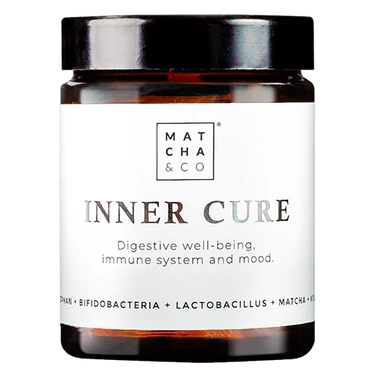 MAT
CHA
& CO
®
INNER CURE
Digestive well-being,
immune system and mood.
+ BIFIDOBACTERIA + LACTOBACILLUS + MATCHA +